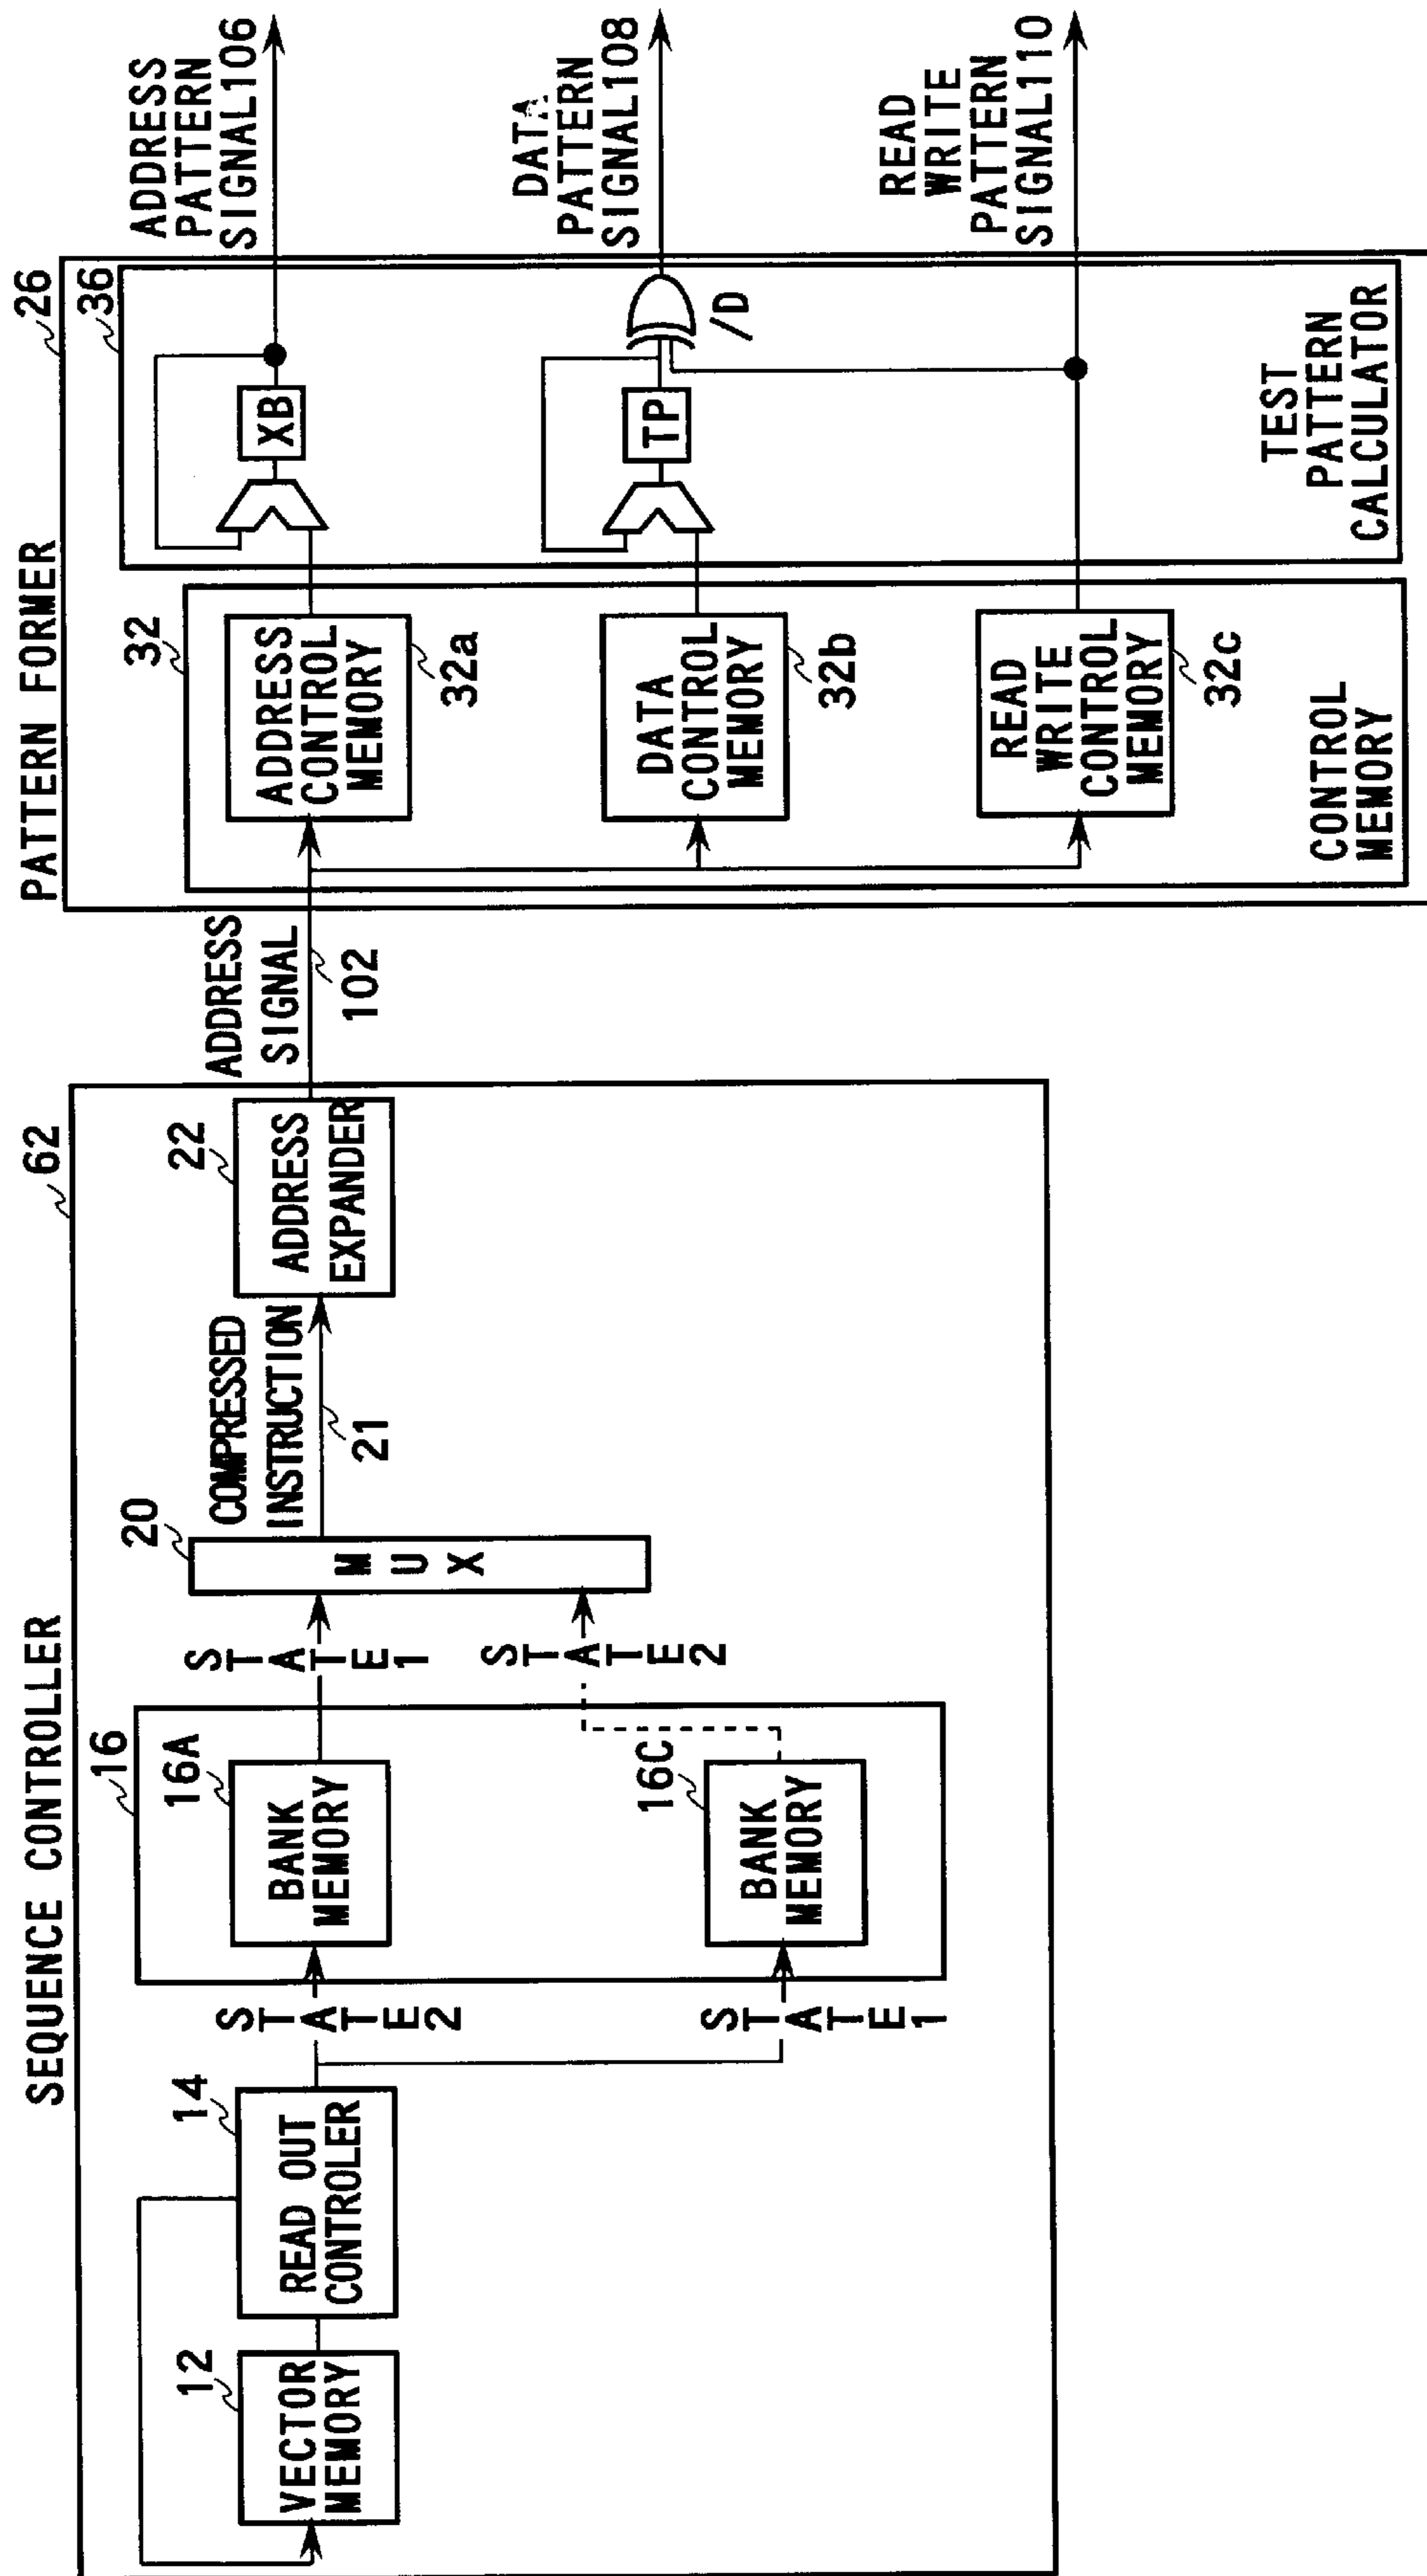 SEQUENCE CONTROLLER
62
12
VECTOR
MEMORY
14
READ OUT
CONTROLER
STATE2
STATE1
16
16A
BANK
MEMORY
16C
BANK
MEMORY
STATE1
STATE2
20
MUX
COMPRESSED
INSTRUCTION
21
22
ADDRESS
EXPANDER
ADDRESS
SIGNAL
102
PATTERN FORMER
26
32
ADDRESS
CONTROL
MEMORY
32a
DATA
CONTROL
MEMORY
32b
READ
WRITE
CONTROL
MEMORY
32c
CONTROL
MEMORY
36
XB
TP
/D
TEST
PATTERN
CALCULATOR
ADDRESS
PATTERN
SIGNAL106
DATA
PATTERN
SIGNAL108
READ
WRITE
PATTERN
SIGNAL110